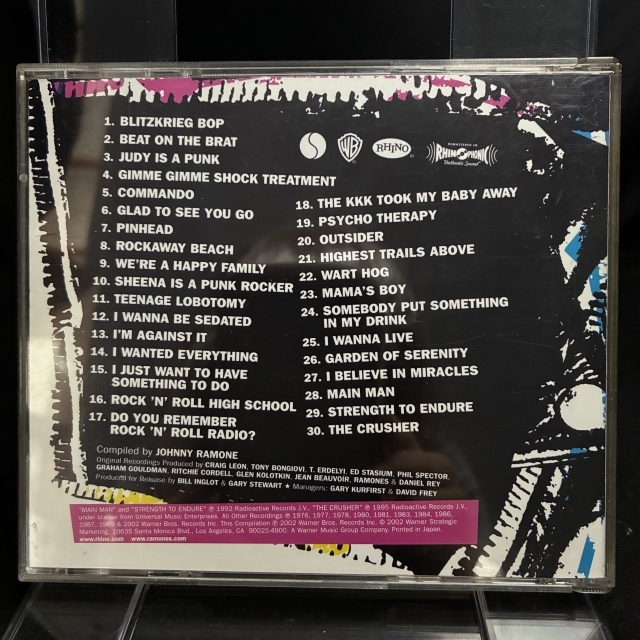 1. BLITZKRIEG BOP
2. BEAT ON THE BRAT
3. JUDY IS A PUNK
4. GIMME GIMME SHOCK TREATMENT
5. COMMANDO
6. GLAD TO SEE YOU GO
7. PINHEAD
8. ROCKAWAY BEACH
9. WE'RE A HAPPY FAMILY
10. SHEENA IS A PUNK ROCKER
11. TEENAGE LOBOTOMY
12. I WANNA BE SEDATED
13. I'M AGAINST IT
14. I WANTED EVERYTHING
15. I JUST WANT TO HAVE
SOMETHING TO DO
16. ROCK 'N' ROLL HIGH SCHOOL
17. DO YOU REMEMBER
ROCK 'N' ROLL RADIO?
WB
RHINO
REMASTERED IN
RHINOPHONIC
Authentic Sound
18. THE KKK TOOK MY BABY AWAY
19. PSYCHO THERAPY
20. OUTSIDER
21. HIGHEST TRAILS ABOVE
22. WART HOG
23. MAMA'S BOY
24. SOMEBODY PUT SOMETHING
IN MY DRINK
25. I WANNA LIVE
26. GARDEN OF SERENITY
27. I BELIEVE IN MIRACLES
28. MAIN MAN
29. STRENGTH TO ENDURE
30. THE CRUSHER
Compiled by JOHNNY RAMONE
Original Recordings Produced by CRAIG LEON, TONY BONGIOVI, T. ERDELYI, ED STASIUM, PHIL SPECTOR,
GRAHAM GOULDMAN, RITCHIE CORDELL, GLEN KOLOTKIN, JEAN BEAUVOIR, RAMONES & DANIEL REY
Produced for Release by BILL INGLOT & GARY STEWART ★ Managers: GARY KURFIRST & DAVID FREY
"MAIN MAN" and "STRENGTH TO ENDURE" ℗ 1992 Radioactive Records J.V., "THE CRUSHER" ℗ 1995 Radioactive Records J.V.,
under license from Universal Music Enterprises. All Other Recordings ℗ 1976, 1977, 1978, 1980, 1981, 1983, 1984, 1986,
1987, 1989 & 2002 Warner Bros. Records Inc. This Compilation ℗ 2002 Warner Bros. Records Inc. © 2002 Warner Strategic
Marketing, 10635 Santa Monica Blvd., Los Angeles, CA 90025-4900. A Warner Music Group Company. Printed in Japan.
www.rhino.com www.ramones.com